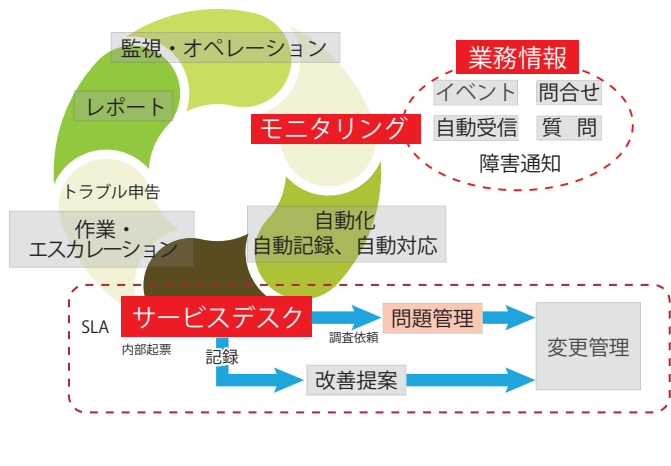 監視・オペレーション
業務情報
レポート
イベント
問合せ
モニタリング
自動受信
質 問
障害通知
トラブル申告
作業・
エスカレーション
自動化
自動記録、自動対応
SLA
サービスデスク
問題管理
内部起票
記録
調査依頼
変更管理
改善提案